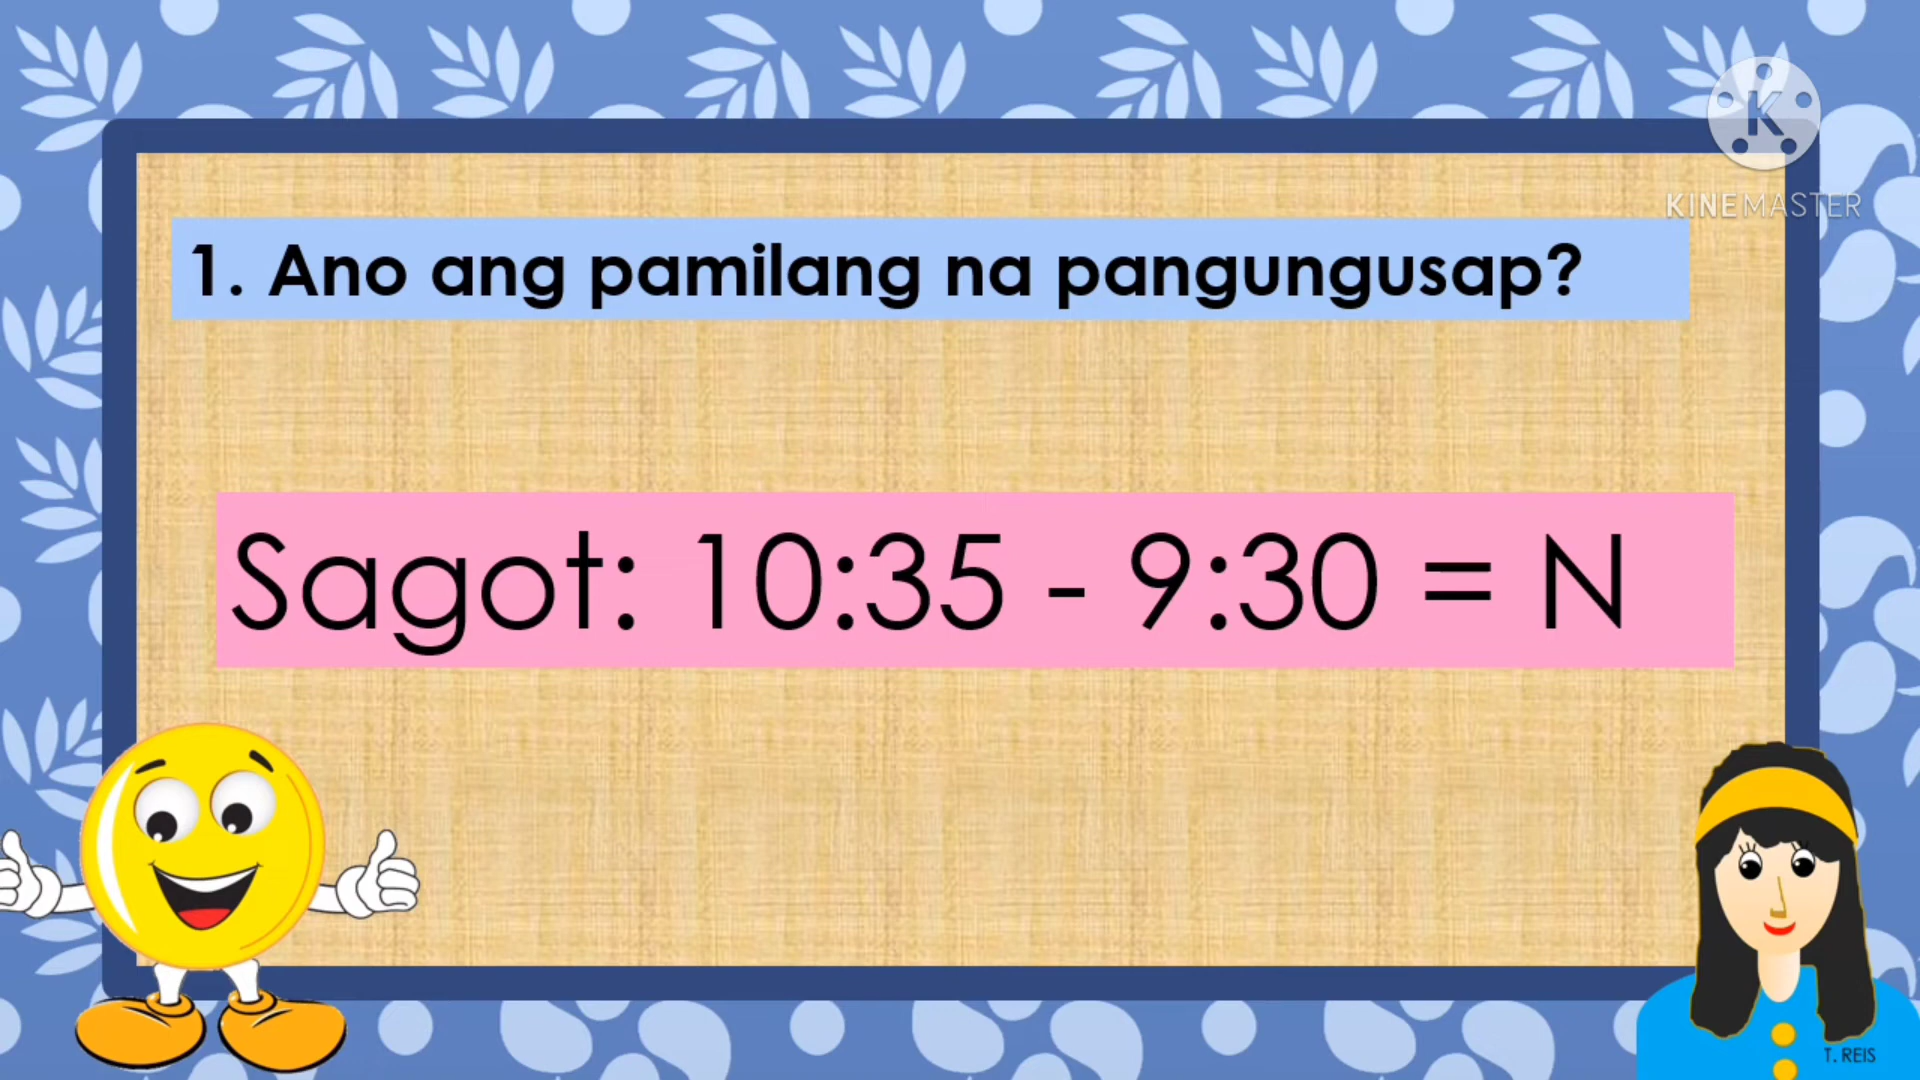 K
KINEMASTER
1. Ano ang pamilang na pangungusap?
Sagot: 10:35 - 9:30 = N
T. REIS